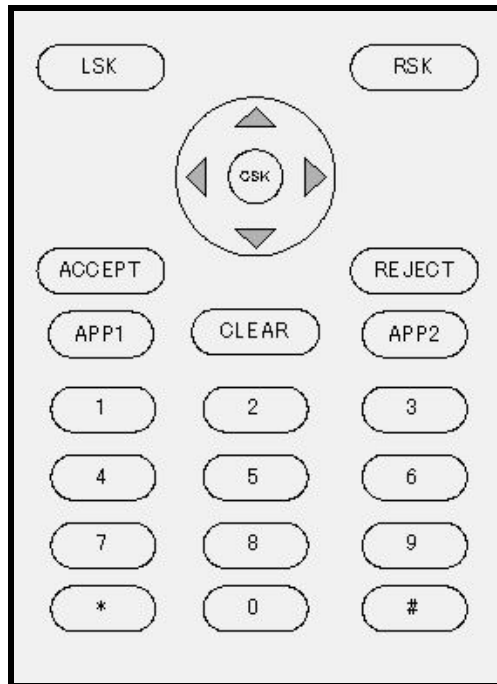 LSK RSK
CSK
ACCEPT REJECT
APP1 CLEAR APP2
1 2 3
4 5 6
7 8 9
* 0 #